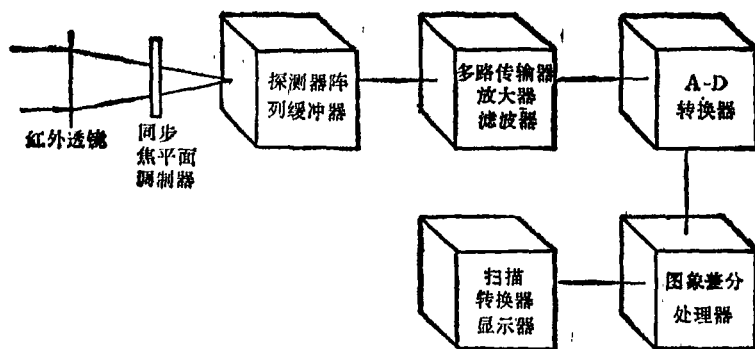 红外透镜
同步
焦平面
调制器
探测器阵
列缓冲器
多路传输器
放大器
滤波器
A-D
转换器
扫描
转换器
显示器
图象差分
处理器